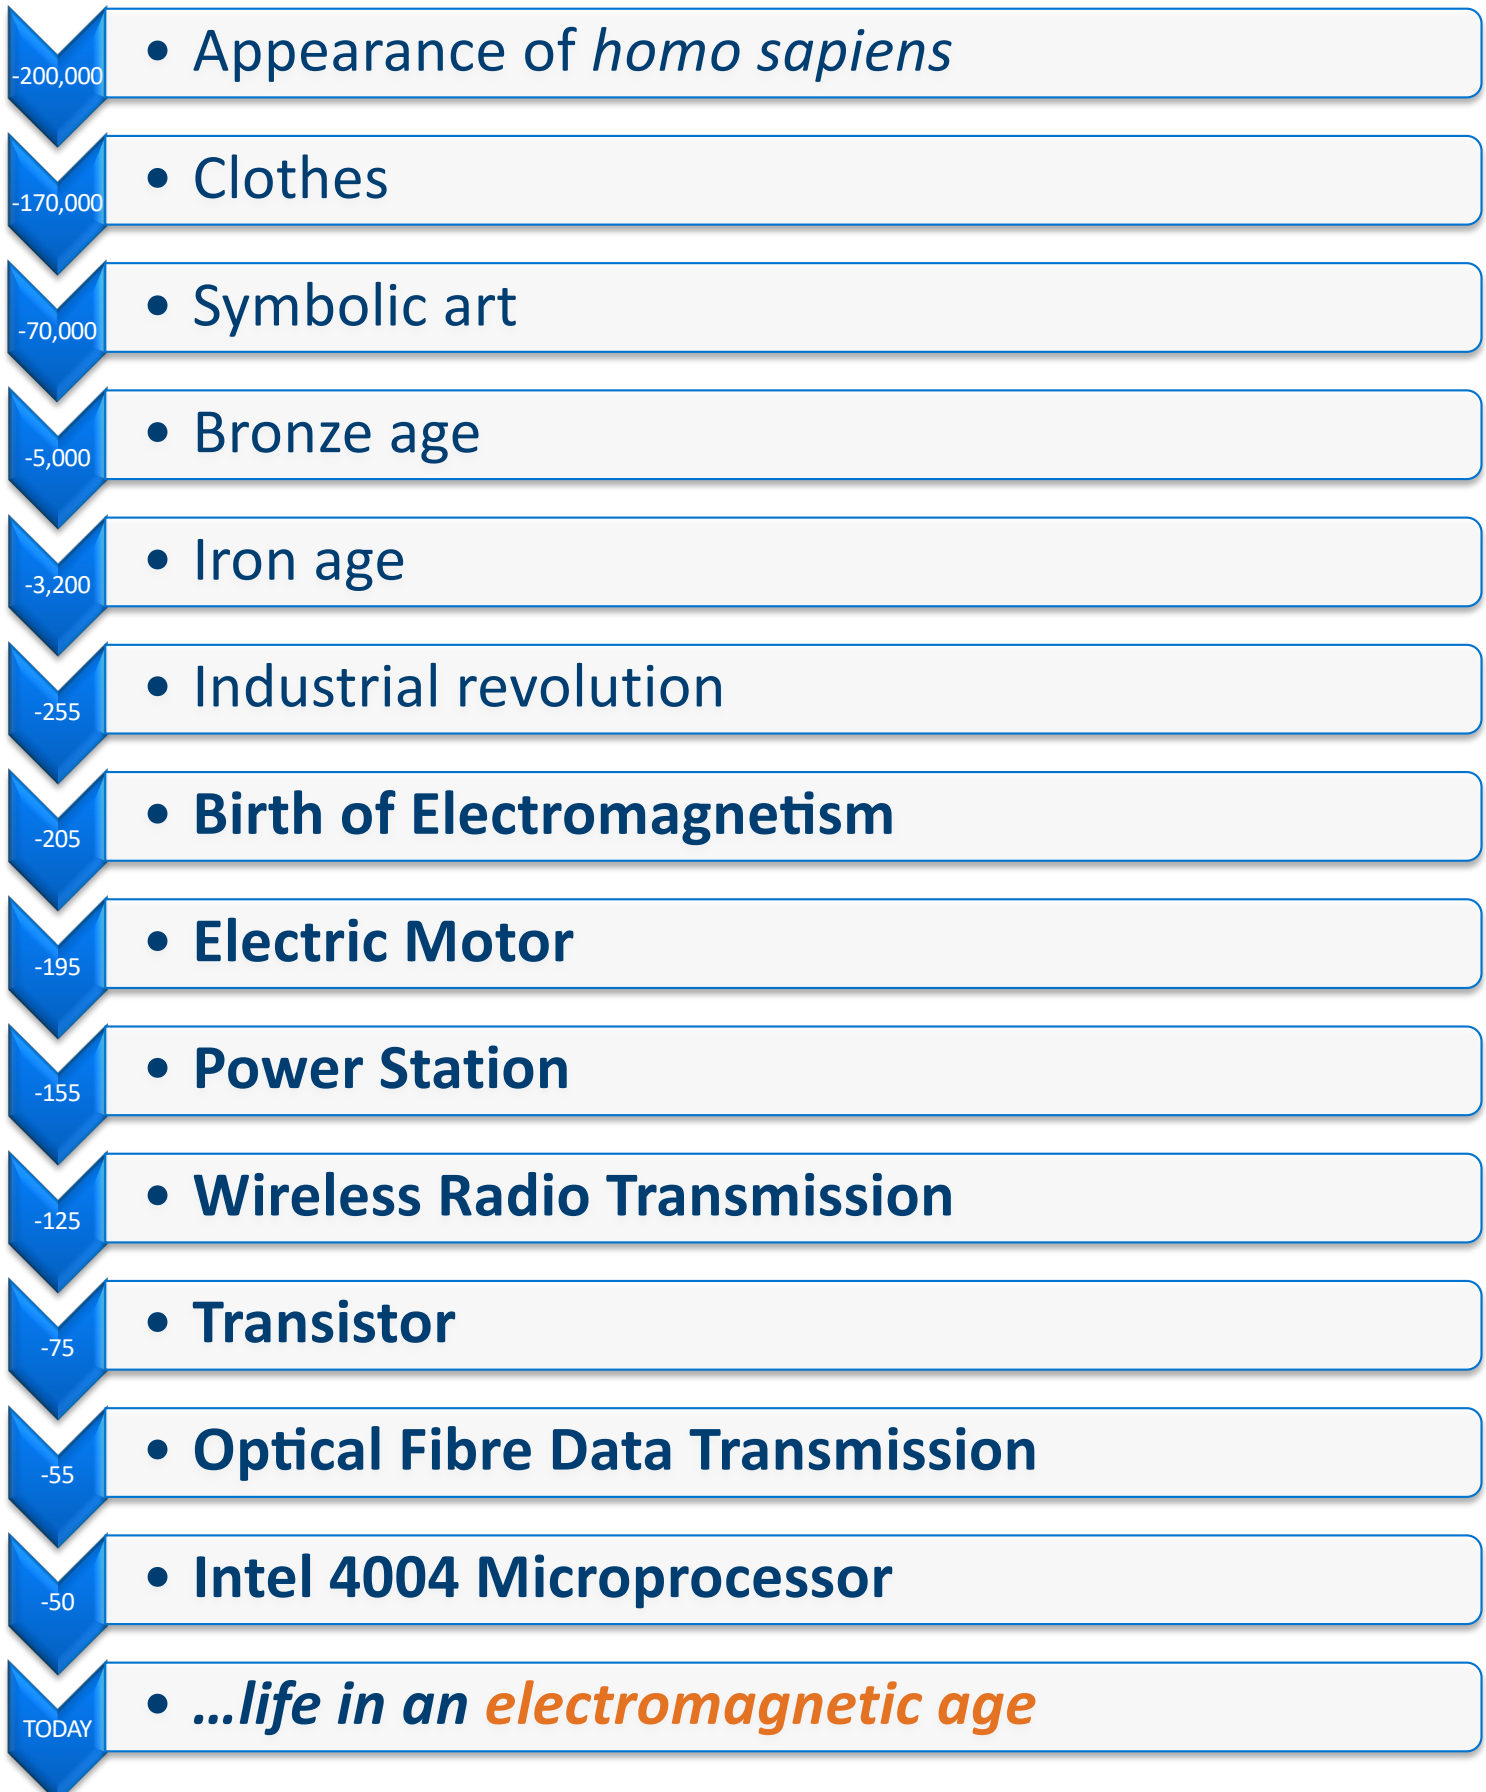 -200,000
• Appearance of homo sapiens
-170,000
• Clothes
-70,000
• Symbolic art
-5,000
• Bronze age
-3,200
• Iron age
-255
• Industrial revolution
-205
• Birth of Electromagnetism
-195
• Electric Motor
-155
• Power Station
-125
• Wireless Radio Transmission
-75
• Transistor
-55
• Optical Fibre Data Transmission
-50
• Intel 4004 Microprocessor
TODAY
• ...life in an electromagnetic age